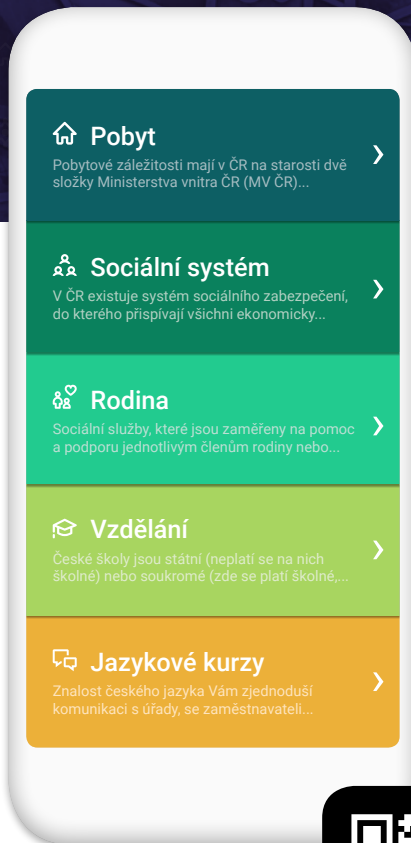 Pobyt
Pobytové záležitosti mají v ČR na starosti dvě
složky Ministerstva vnitra ČR (MV ČR)...
Sociální systém
V ČR existuje systém sociálního zabezpečení,
do kterého přispívají všichni ekonomicky...
Rodina
Sociální služby, které jsou zaměřeny na pomoc
a podporu jednotlivým členům rodiny nebo...
Vzdělání
České školy jsou státní (neplatí se na nich
školné) nebo soukromé (zde se platí školné,...
Jazykové kurzy
Znalost českého jazyka Vám zjednoduší
komunikaci s úřady, se zaměstnavateli...